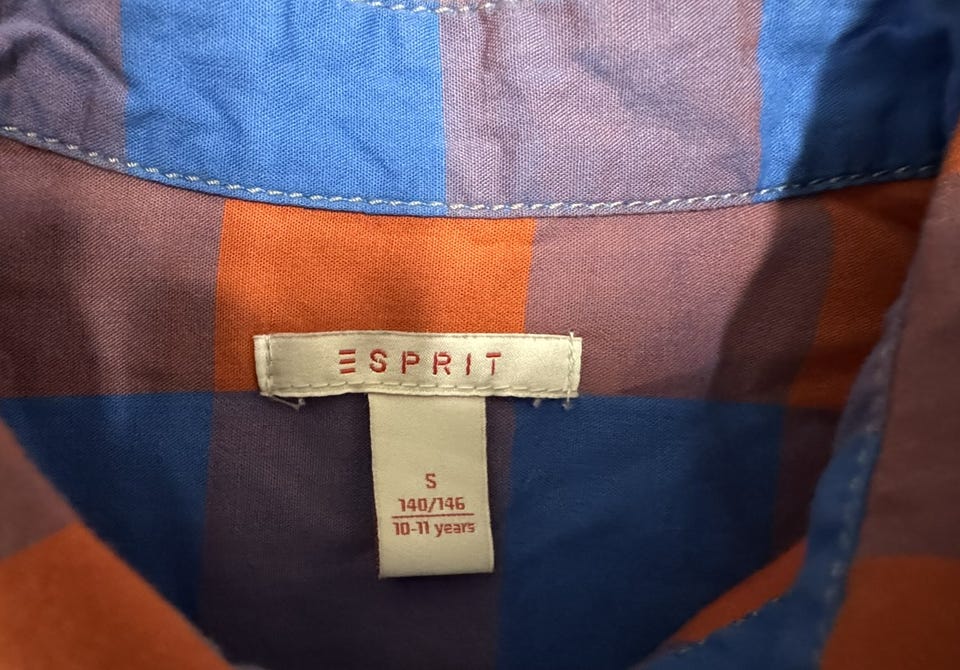 ESPRIT
S
140/146
10-11 years